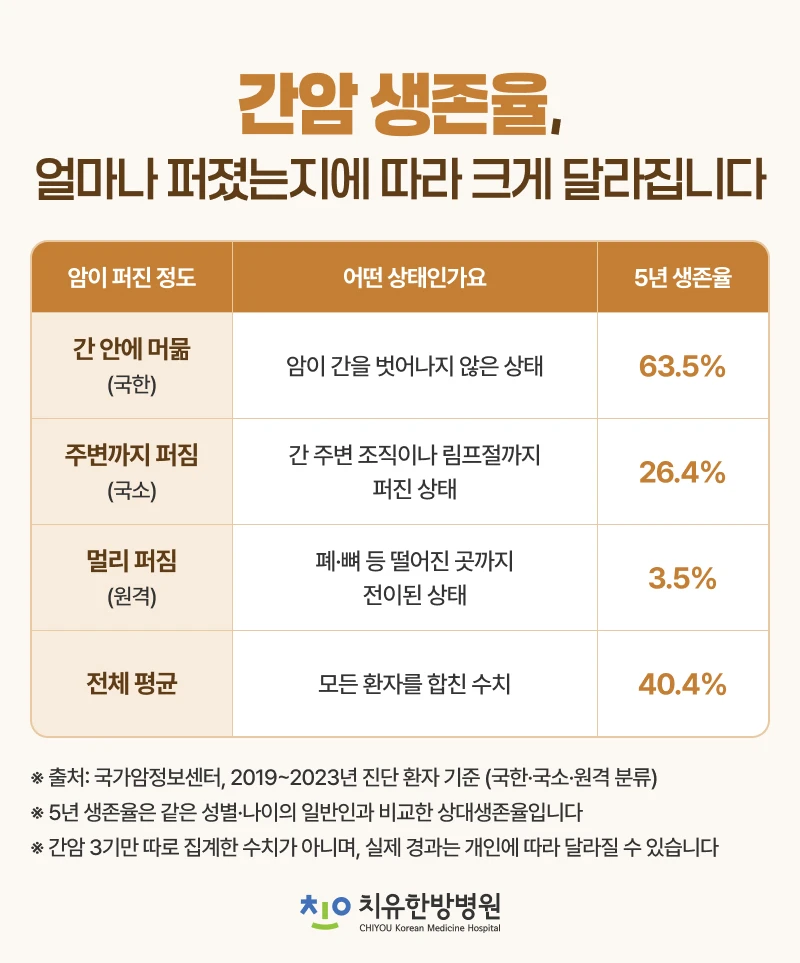 간암 생존율,
얼마나 퍼졌는지에 따라 크게 달라집니다
암이 퍼진 정도
어떤 상태인가요
5년 생존율
간 안에 머묾
(국한)
암이 간을 벗어나지 않은 상태
63.5%
주변까지 퍼짐
(국소)
간 주변 조직이나 림프절까지
퍼진 상태
26.4%
멀리 퍼짐
(원격)
폐·뼈 등 떨어진 곳까지
전이된 상태
3.5%
전체 평균
모든 환자를 합친 수치
40.4%
※ 출처: 국가암정보센터, 2019~2023년 진단 환자 기준 (국한·국소·원격 분류)
※ 5년 생존율은 같은 성별·나이의 일반인과 비교한 상대생존율입니다
※ 간암 3기만 따로 집계한 수치가 아니며, 실제 경과는 개인에 따라 달라질 수 있습니다
치유 치유한방병원
CHIYOU Korean Medicine Hospital